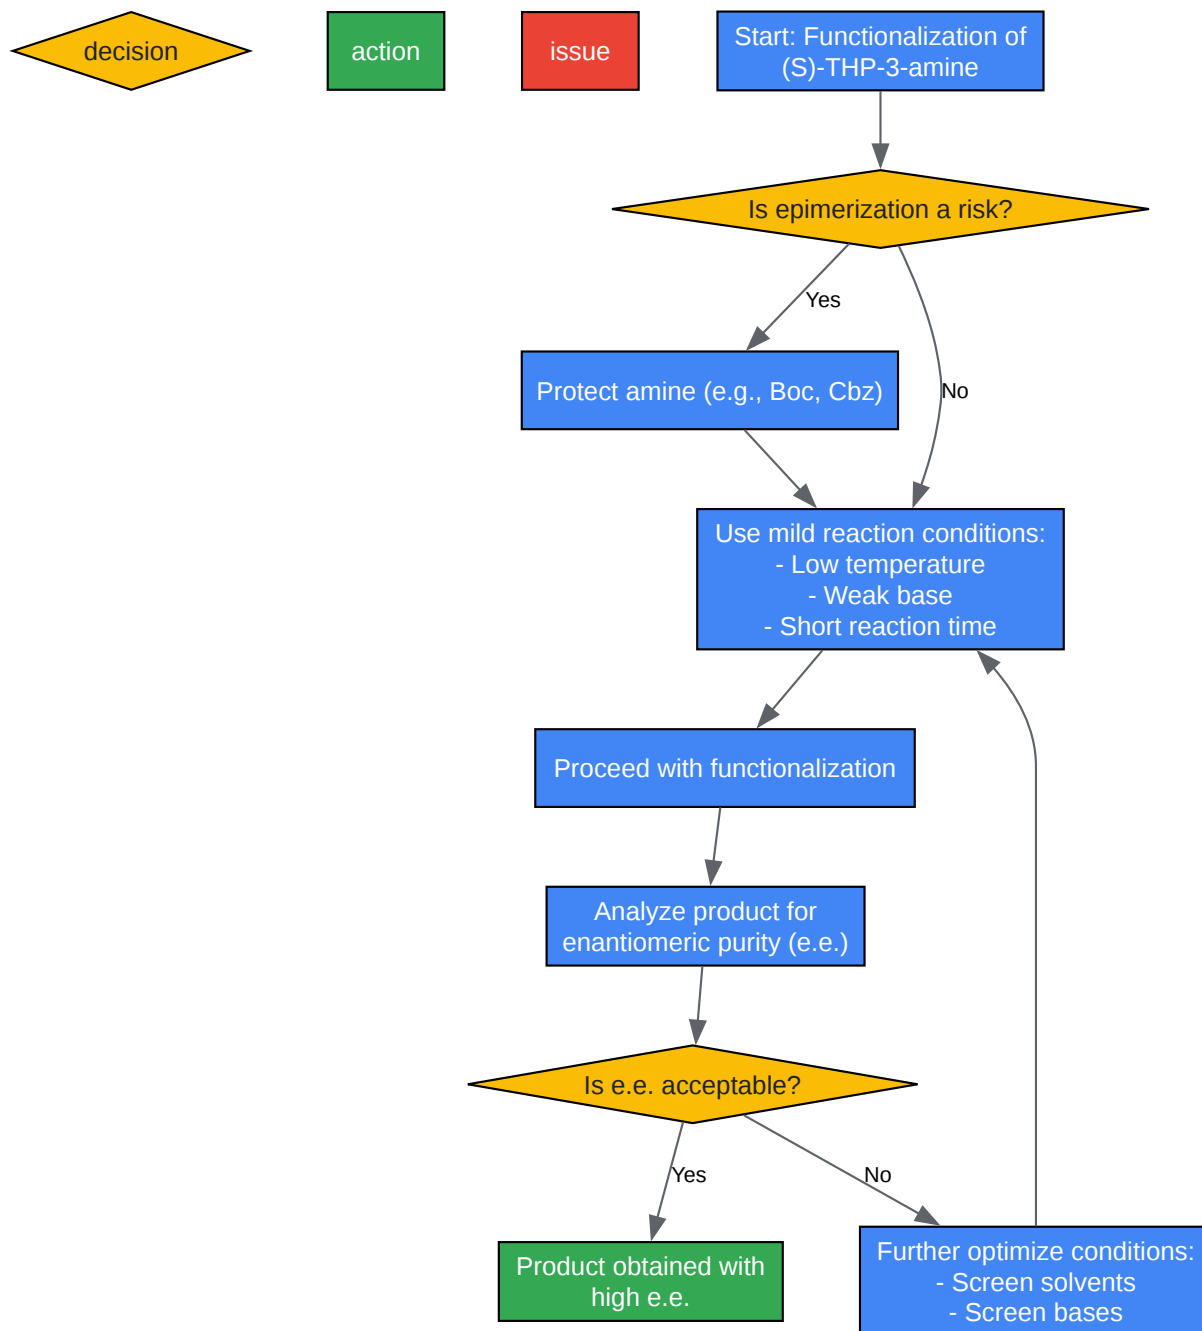 decision
action
issue
Start: Functionalization of
(S)-THP-3-amine
Is epimerization a risk?
Yes
Protect amine (e.g., Boc, Cbz)
No
Use mild reaction conditions:
- Low temperature
- Weak base
- Short reaction time
Proceed with functionalization
Analyze product for
enantiomeric purity (e.e.)
Is e.e. acceptable?
Yes
No
Product obtained with
high e.e.
Further optimize conditions:
- Screen solvents
- Screen bases